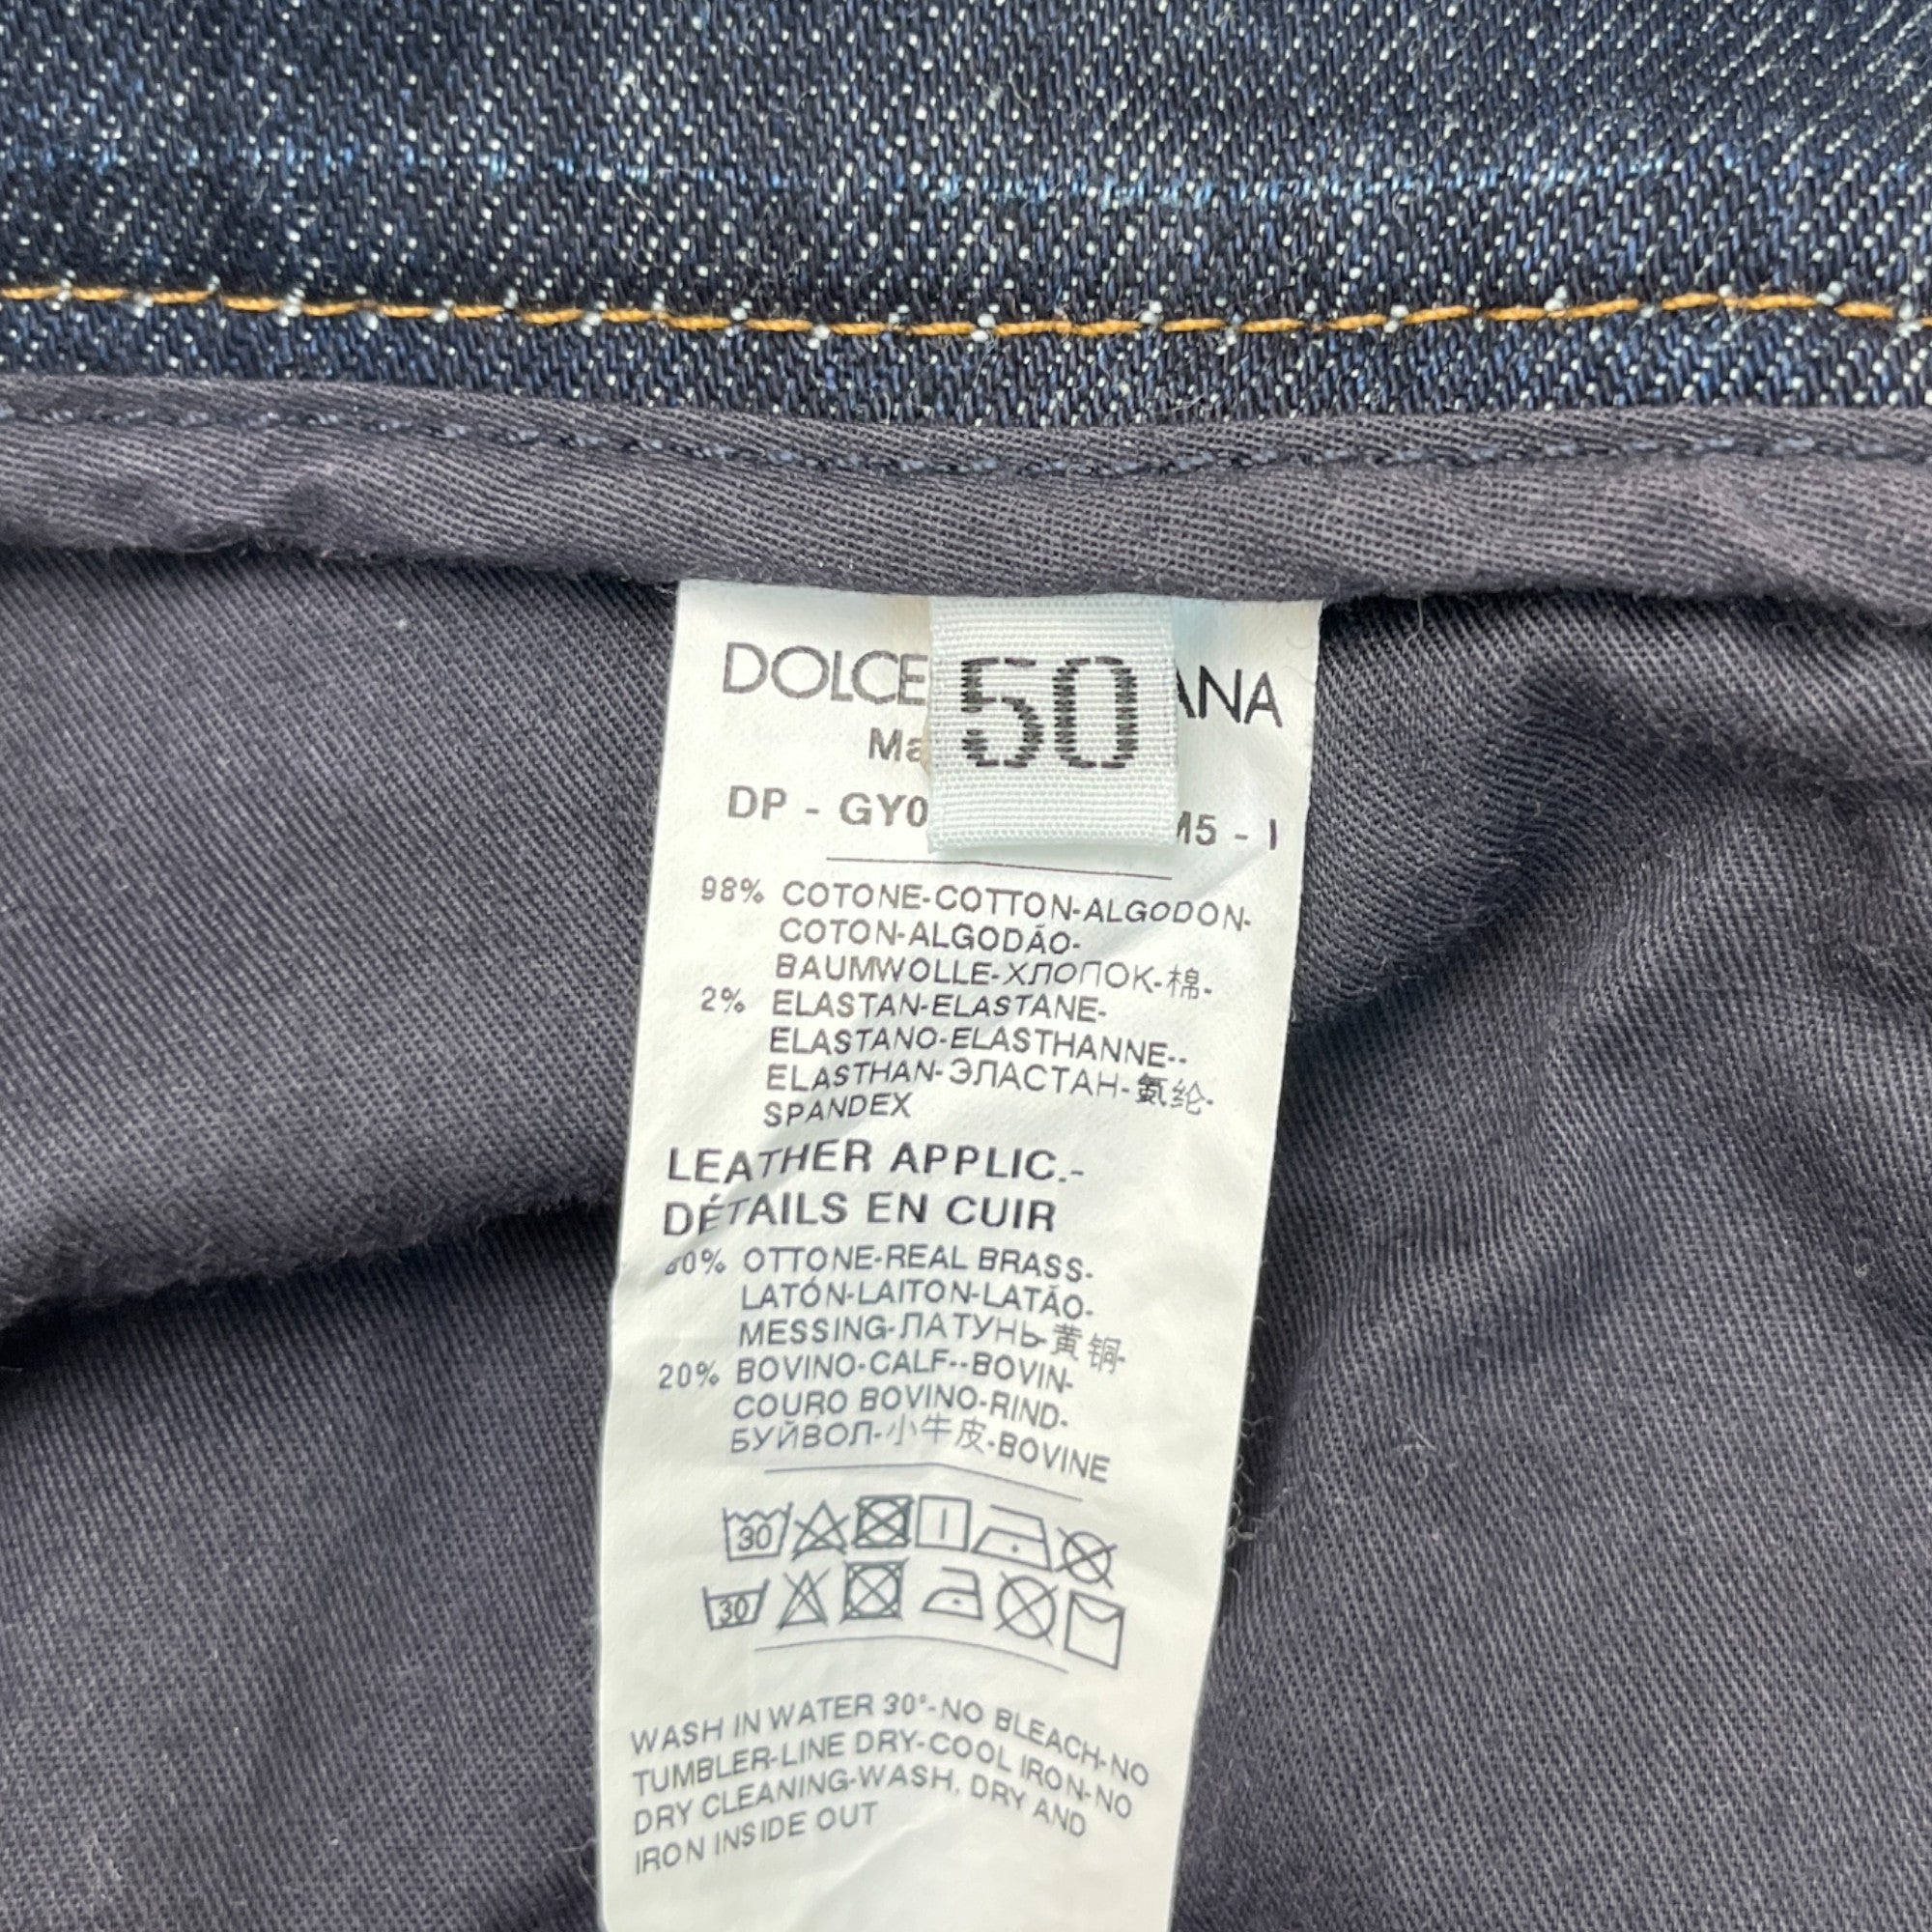 DOLCE
50
DP - GY0
M5 - I
98% COTONE-COTTON-ALGODON-
COTON-ALGODÃO-
BAUMWOLLE-ХЛОПОК-棉-
2% ELASTAN-ELASTANE-
ELASTANO-ELASTHANNE--
ELASTHAN-ЭЛАСТАН-氨纶-
SPANDEX
LEATHER APPLIC.-
DÉTAILS EN CUIR
80% OTTONE-REAL BRASS-
LATÓN-LAITON-LATÃO-
MESSING-ЛАТУНЬ-黄铜-
20% BOVINO-CALF--BOVIN-
COURO BOVINO-RIND-
БУЙВОЛ-小牛皮-BOVINE
30
30
WASH IN WATER 30°-NO BLEACH-NO
TUMBLER-LINE DRY-COOL IRON-NO
DRY CLEANING-WASH, DRY AND
IRON INSIDE OUT